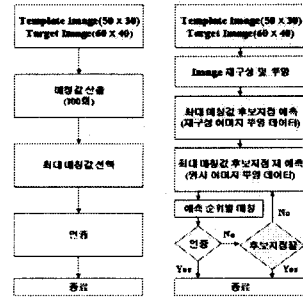 Template Image(50 x 30)
Target Image(60 x 40)
매칭값 산출
(100회)
최대 매칭값 선택
인증
종료
Template Image(50 x 30)
Target Image(60 x 40)
Image 재구성 및 투영
최대 매칭값 후보지점 예측
(재구성 이미지 투영 데이터)
최대 매칭값 후보지점 재 예측
(원사 이미지 투영 데이터)
예측 순위별 매칭
No
인증
No
후보지점끝
Yes
Yes
종료